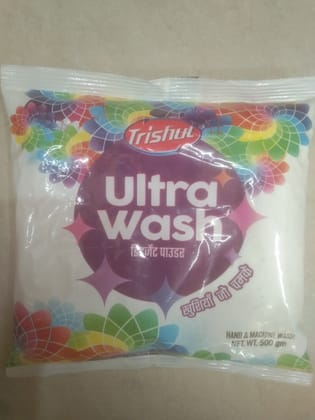 Trishul
Ultra
Wash
डिटर्जेंट पाउडर
खुशियाँ जो चमके
HAND & MACHINE WASH
NET. WT. 500 gm